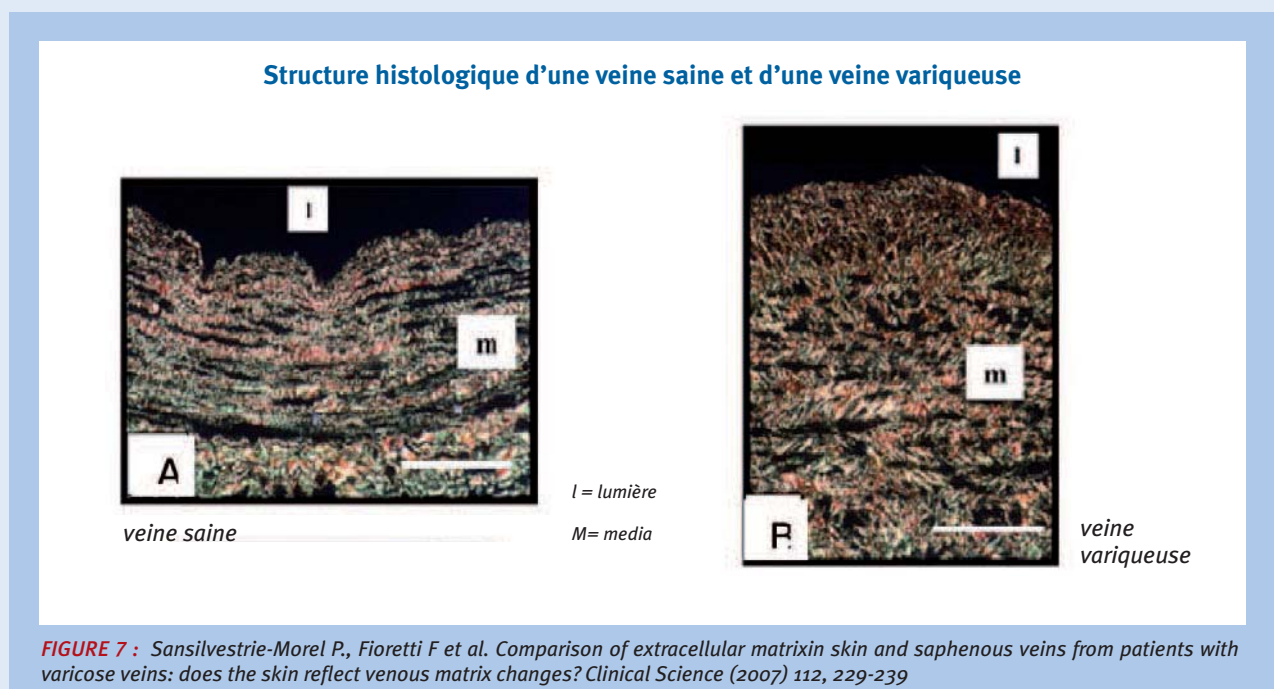 Structure histologique d'une veine saine et d'une veine variqueuse
l
m
A
veine saine
l = lumière
M= media
l
m
B
veine
variqueuse
FIGURE 7 : Sansilvestrie-Morel P., Fioretti F et al. Comparison of extracellular matrixin skin and saphenous veins from patients with
varicose veins: does the skin reflect venous matrix changes? Clinical Science (2007) 112, 229-239